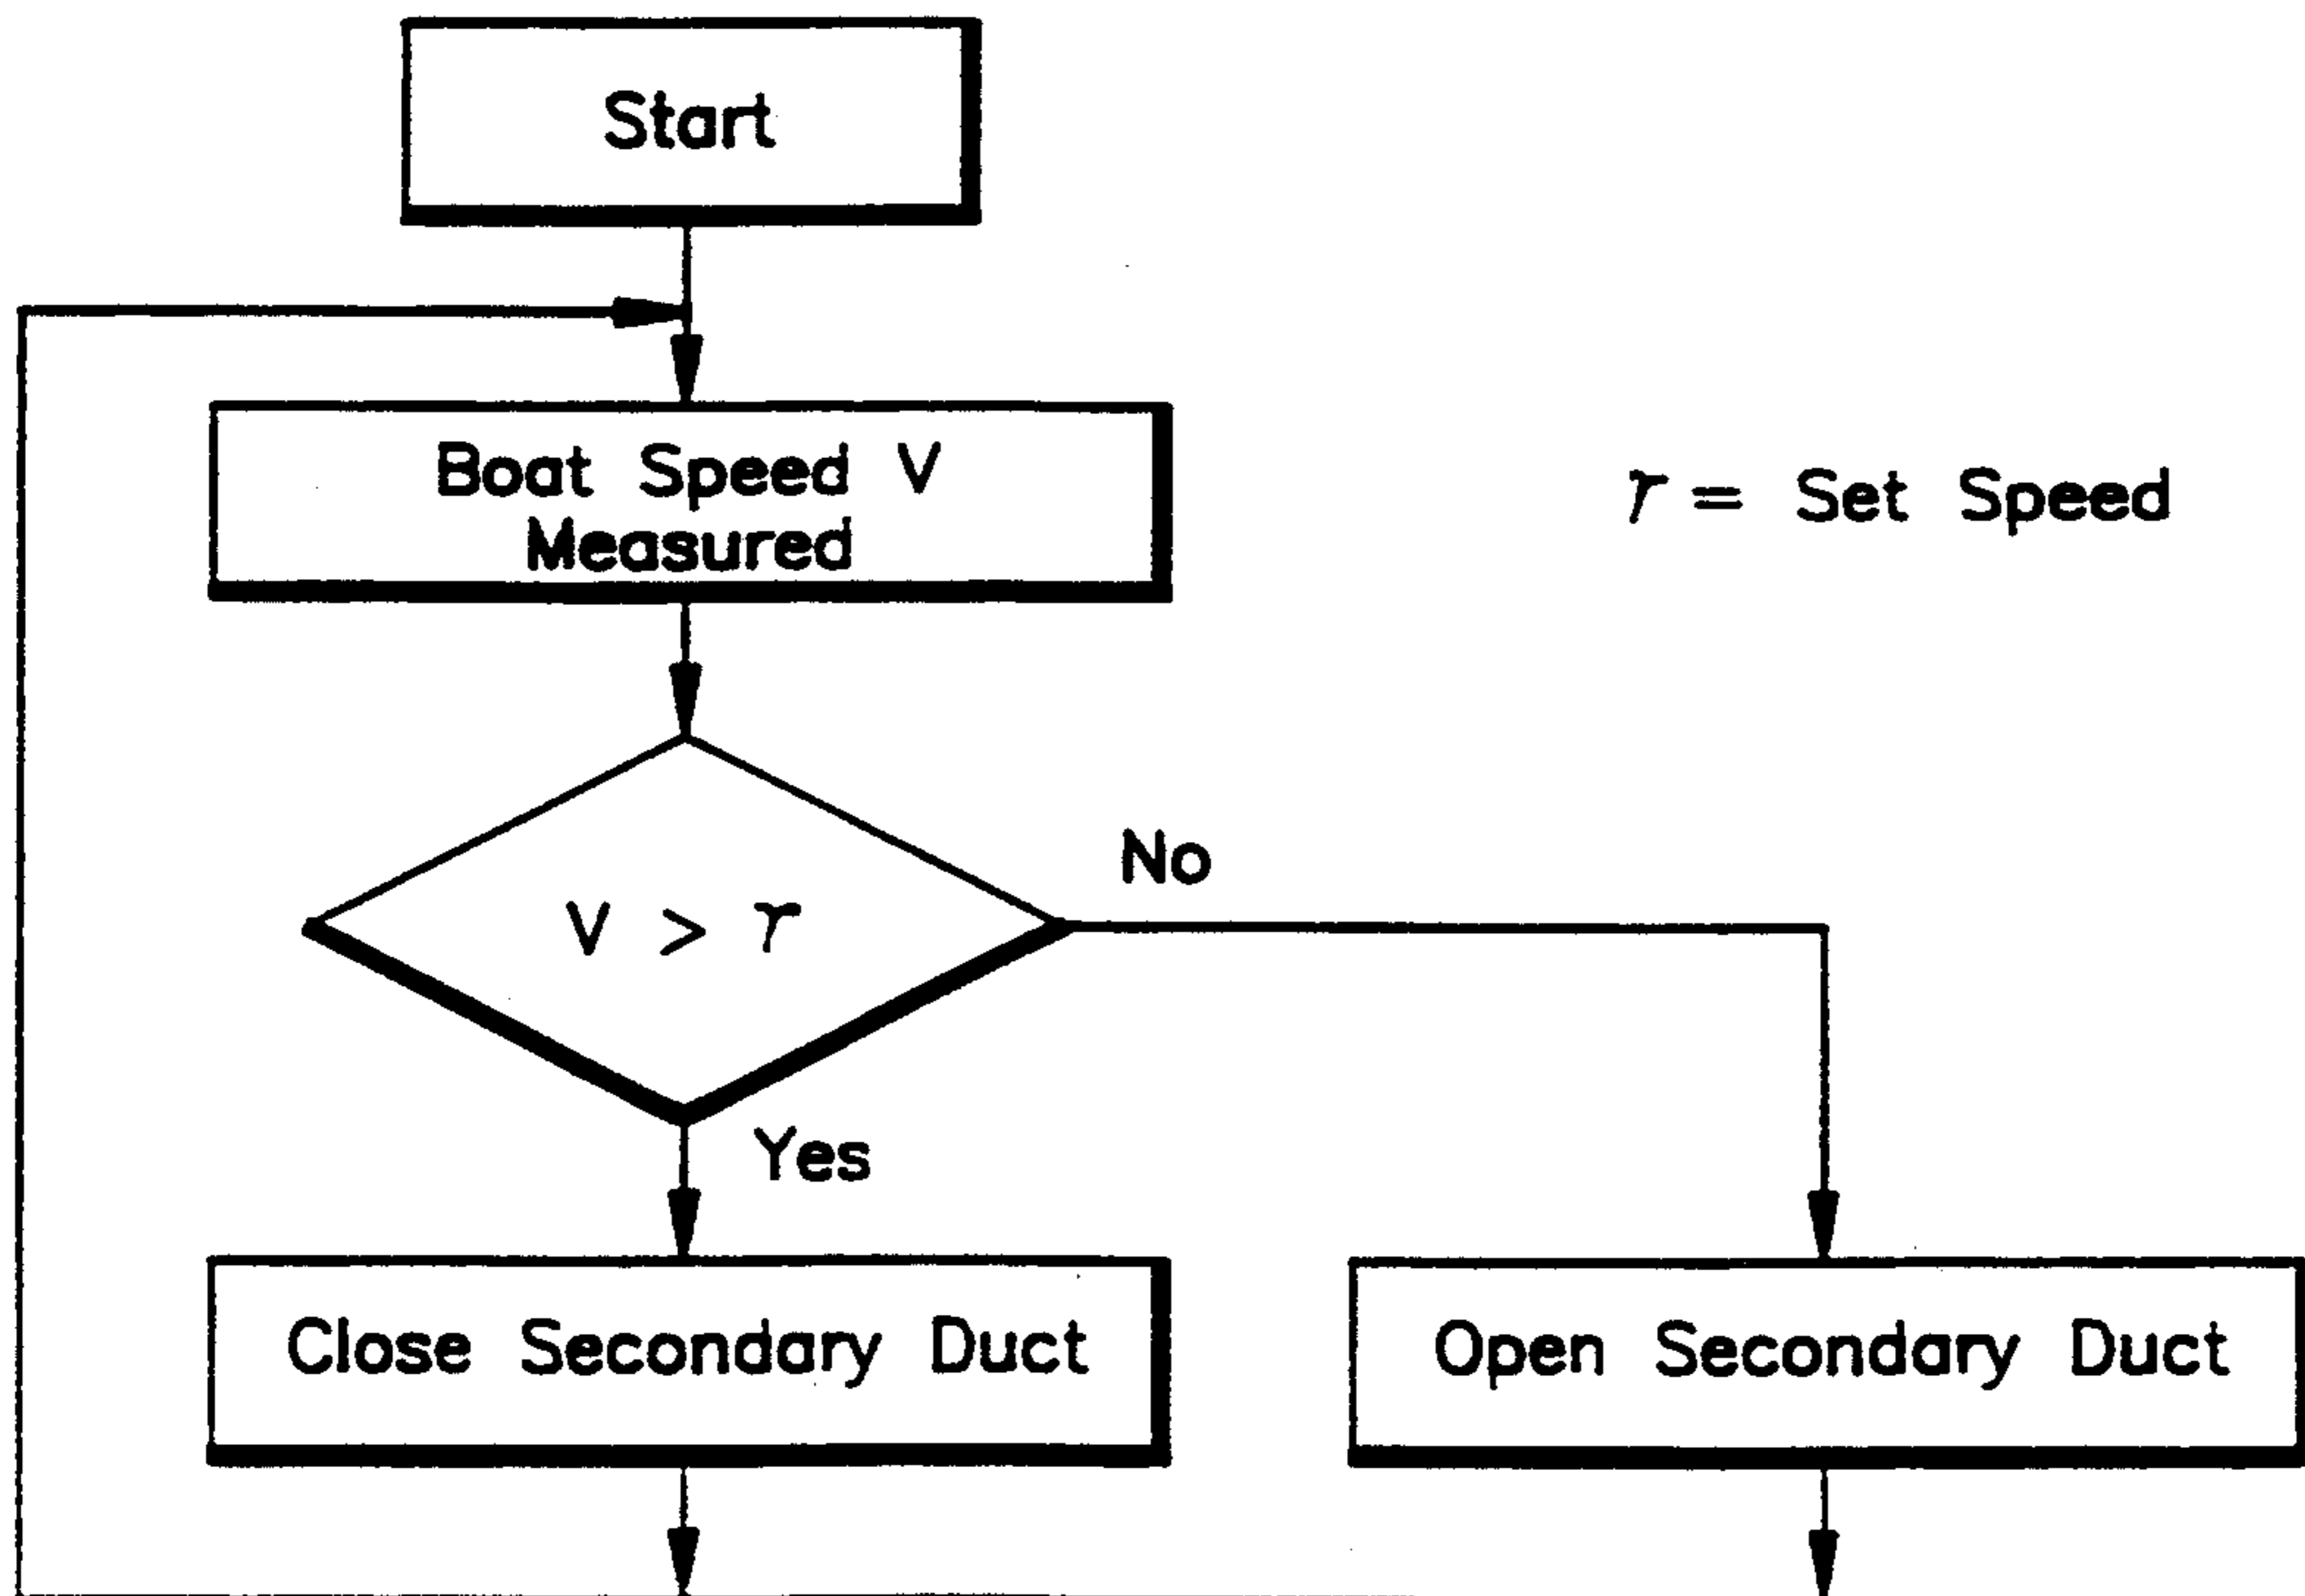 Start
Boat Speed V
Measured
r = Set Speed
V > r
No
Yes
Close Secondary Duct
Open Secondary Duct